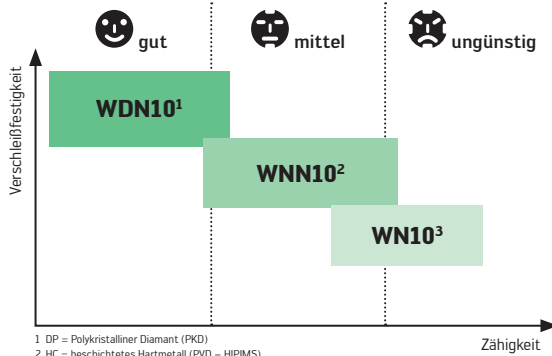 gut mittel ungünstig
Verschleißfestigkeit
WDN10¹
WNN10²
WN10³
Zähigkeit
1 DP = Polykristalliner Diamant (PKD)
2 HC = beschichtetes Hartmetall (PVD – HIPIMS)